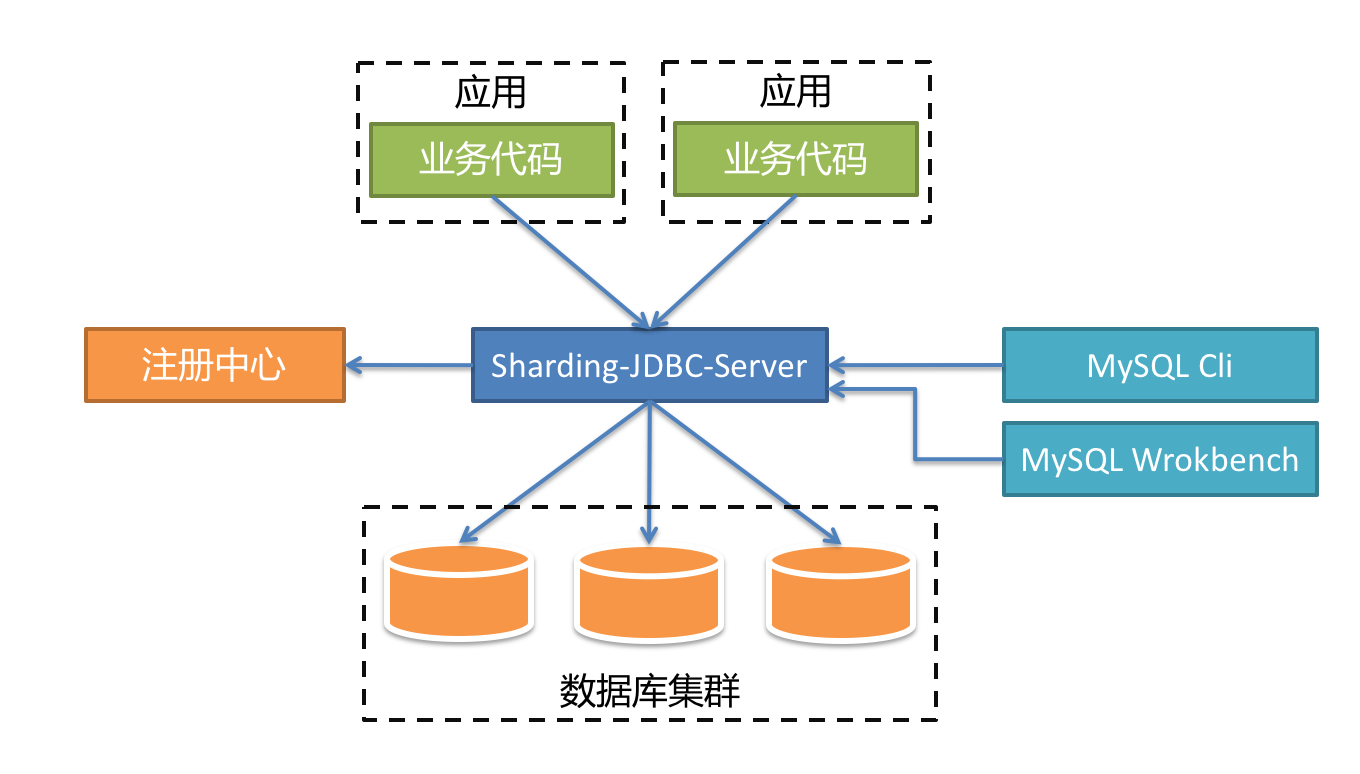 应用
应用
业务代码
业务代码
注册中心
Sharding-JDBC-Server
MySQL Cli
MySQL Wrokbench
数据库集群